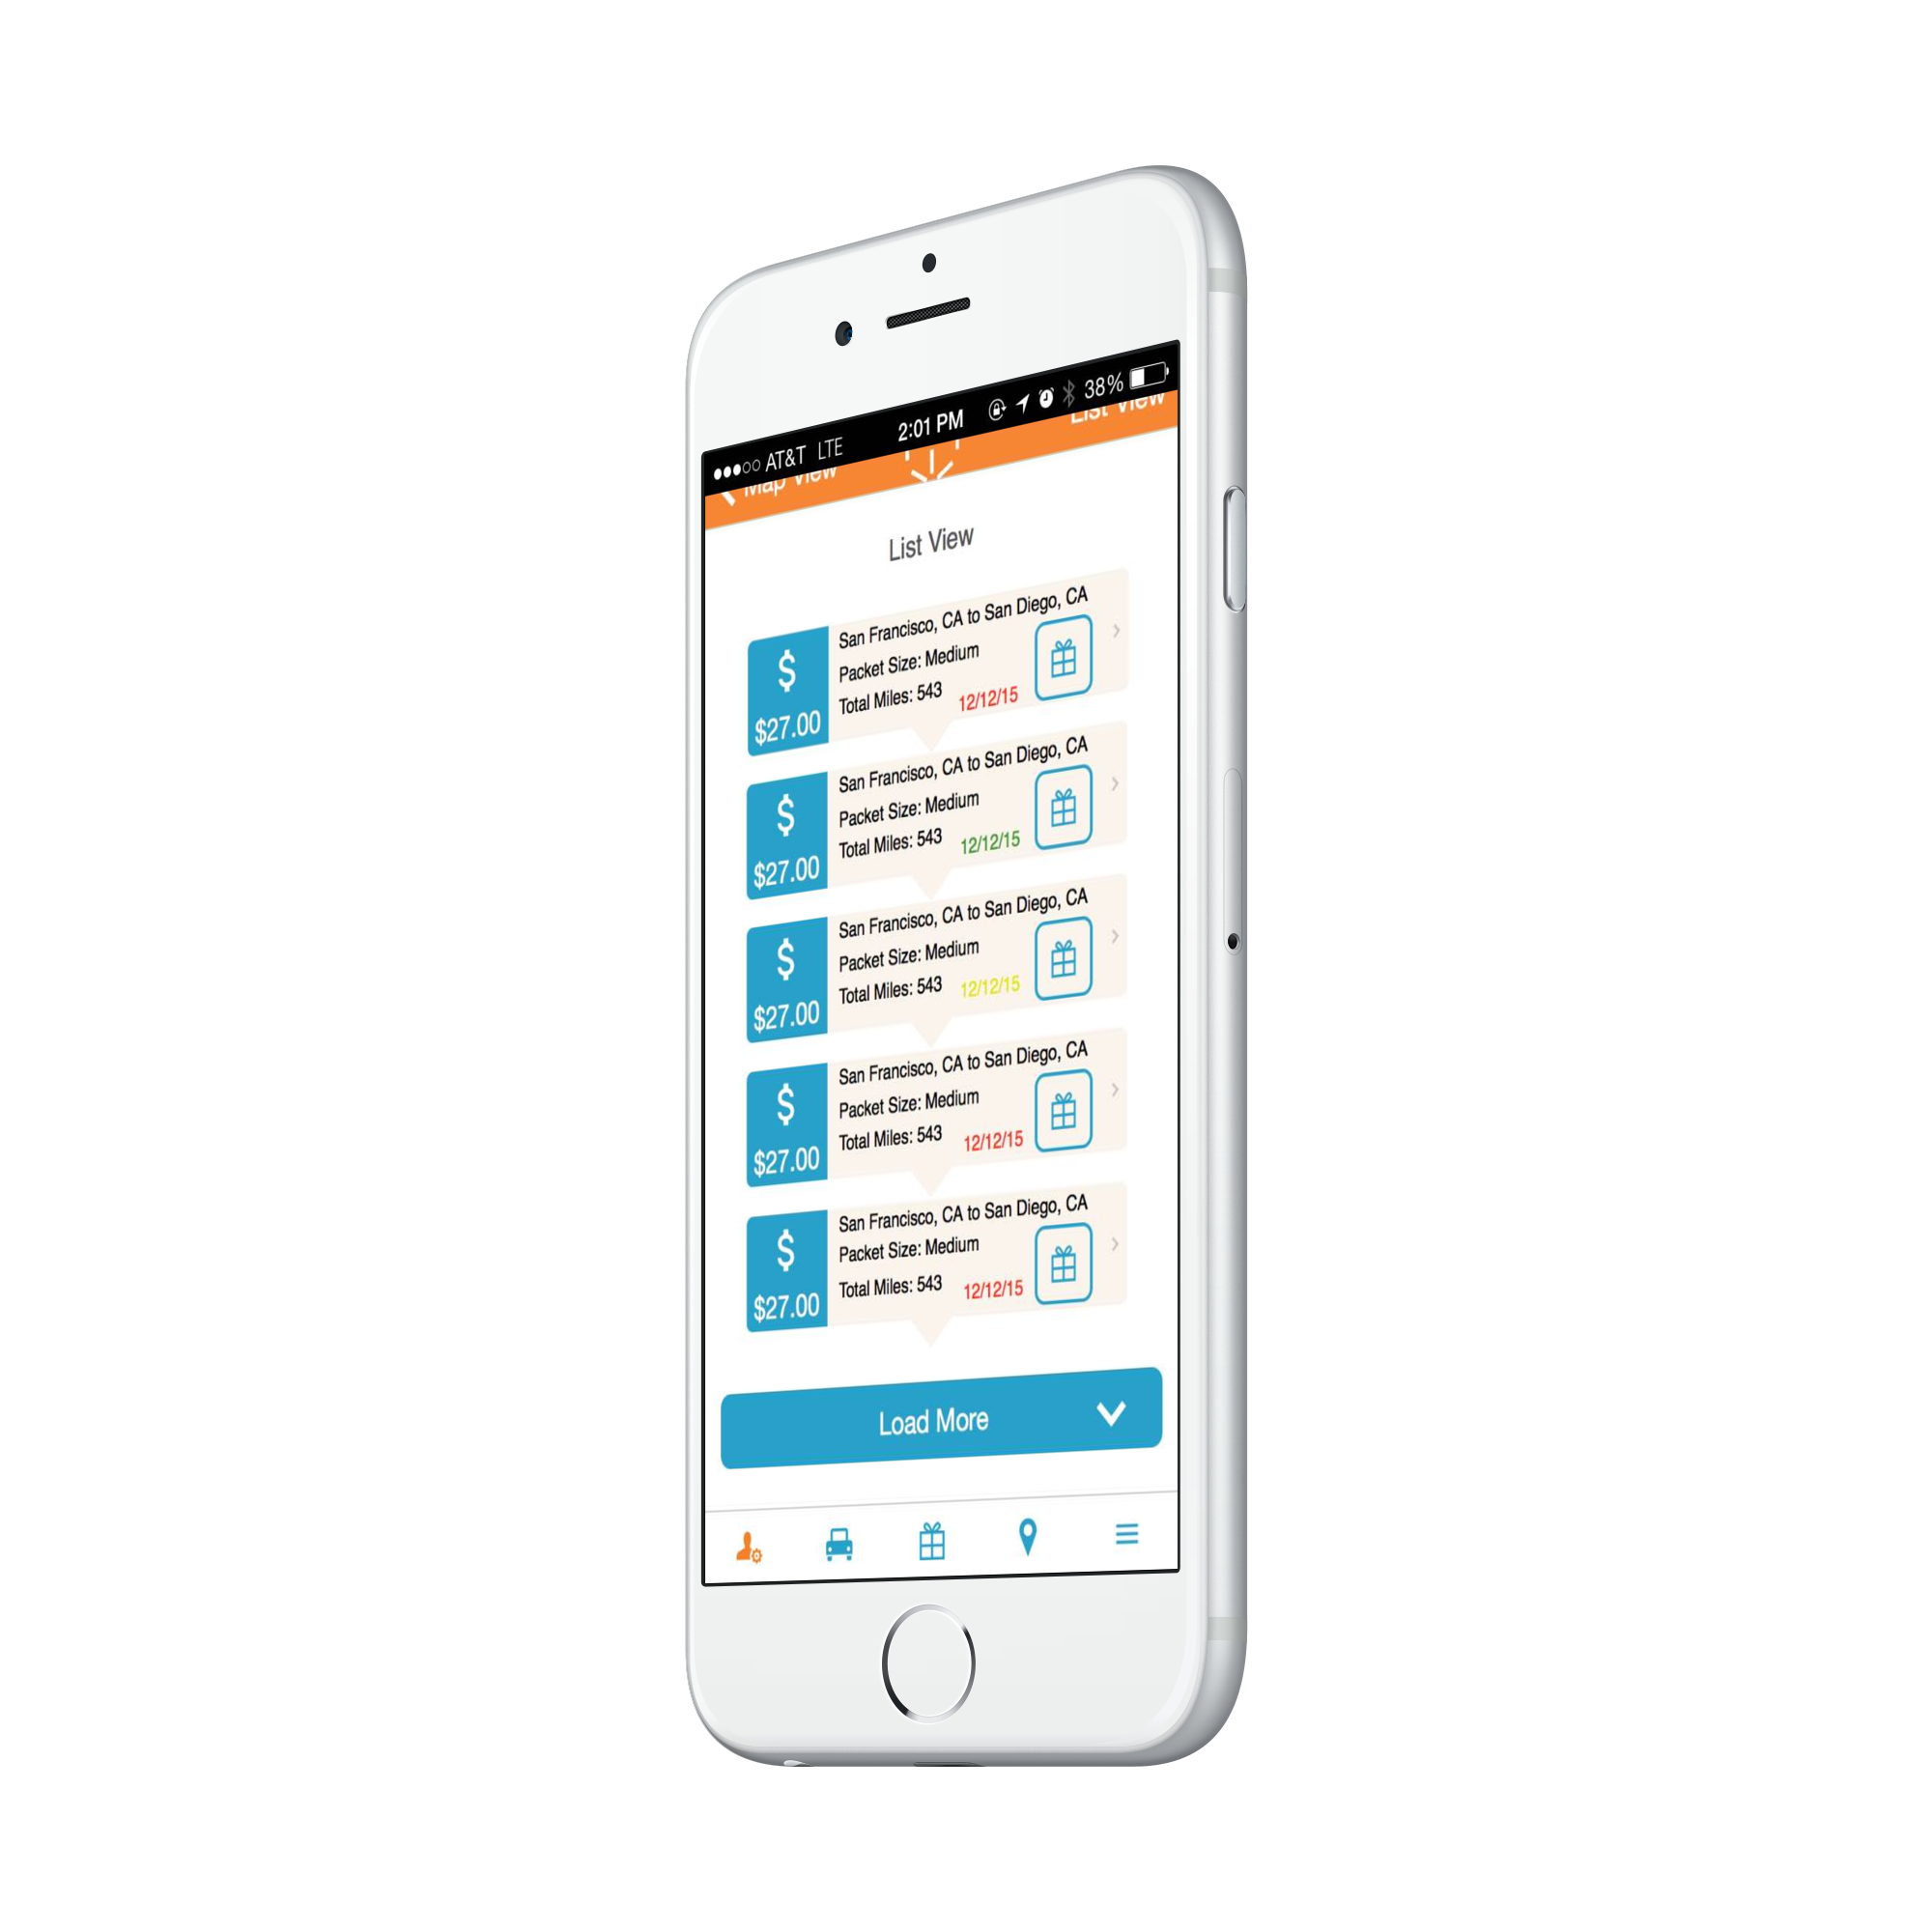 AT&T LTE 2:01 PM 38%
Map View List View
List View
San Francisco, CA to San Diego, CA
Packet Size: Medium
Total Miles: 543 12/12/15
$
$27.00
San Francisco, CA to San Diego, CA
Packet Size: Medium
Total Miles: 543 12/12/15
$
$27.00
San Francisco, CA to San Diego, CA
Packet Size: Medium
Total Miles: 543 12/12/15
$
$27.00
San Francisco, CA to San Diego, CA
Packet Size: Medium
Total Miles: 543 12/12/15
$
$27.00
San Francisco, CA to San Diego, CA
Packet Size: Medium
Total Miles: 543 12/12/15
$
$27.00
Load More